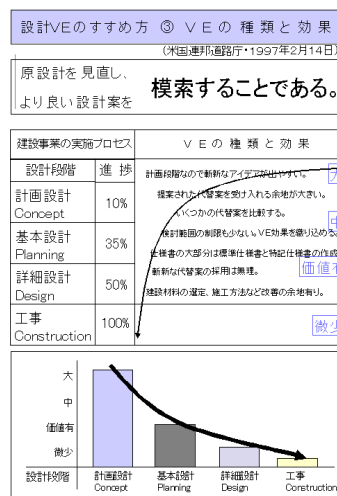 設計VEのすすめ方 ③ VEの種類と効果
(米国連邦道路庁・1997年2月14日)
原設計を見直し、
より良い設計案を
模索することである。
建設事業の実施プロセス
VEの種類と効果
設計段階 進捗
計画段階なので斬新なアイデアが出やすい。
大
計画設計
Concept
10%
提案された代替案を受け入れる余地が大きい。
いくつかの代替案を比較する。
中
基本設計
Planning
35%
検討範囲の制限も少ない。VE効果を織り込める
仕様書の大部分は標準仕様書と特記仕様書の作成
価値有
詳細設計
Design
50%
斬新な代替案の採用は無理。
建設材料の選定、施工方法など改善の余地有り。
工事
Construction
100%
微少
大
中
価値有
微少
設計段階
計画設計 基本設計 詳細設計 工事
Concept Planning Design Construction